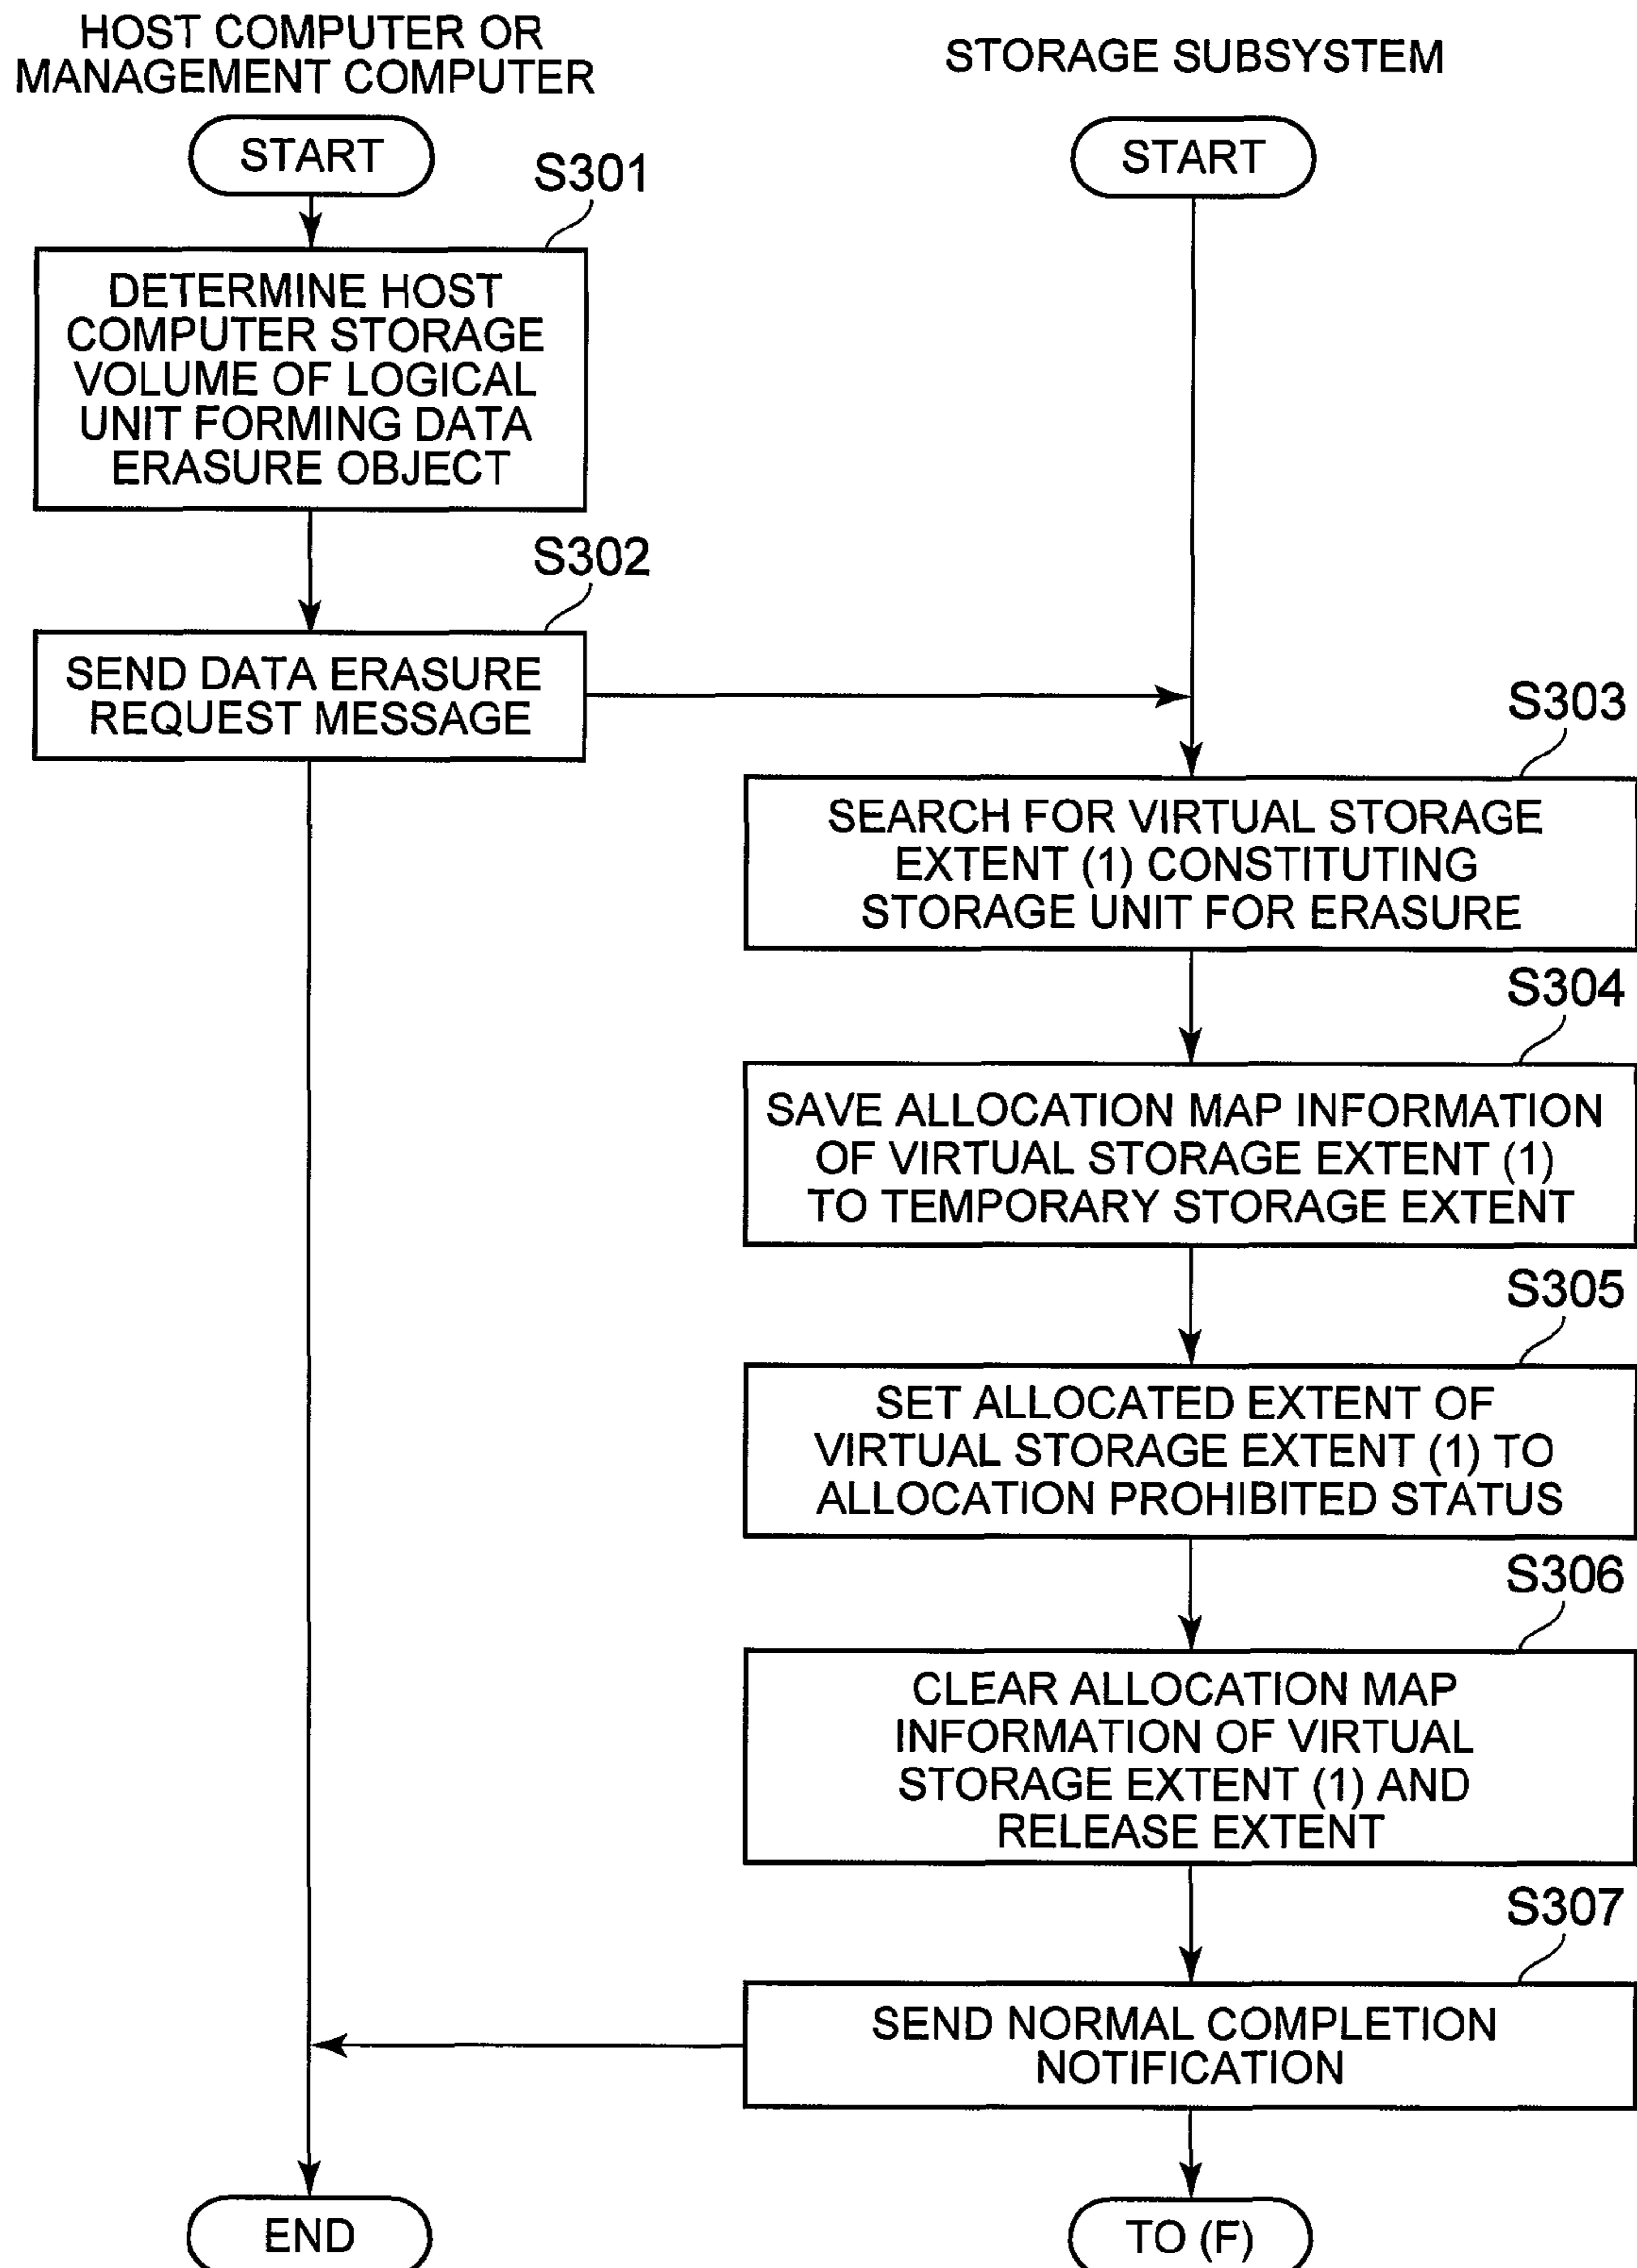 HOST COMPUTER OR
MANAGEMENT COMPUTER
STORAGE SUBSYSTEM
START
START
S301
DETERMINE HOST
COMPUTER STORAGE
VOLUME OF LOGICAL
UNIT FORMING DATA
ERASURE OBJECT
S302
SEND DATA ERASURE
REQUEST MESSAGE
S303
SEARCH FOR VIRTUAL STORAGE
EXTENT (1) CONSTITUTING
STORAGE UNIT FOR ERASURE
S304
SAVE ALLOCATION MAP INFORMATION
OF VIRTUAL STORAGE EXTENT (1)
TO TEMPORARY STORAGE EXTENT
S305
SET ALLOCATED EXTENT OF
VIRTUAL STORAGE EXTENT (1) TO
ALLOCATION PROHIBITED STATUS
S306
CLEAR ALLOCATION MAP
INFORMATION OF VIRTUAL
STORAGE EXTENT (1) AND
RELEASE EXTENT
S307
SEND NORMAL COMPLETION
NOTIFICATION
END
TO (F)